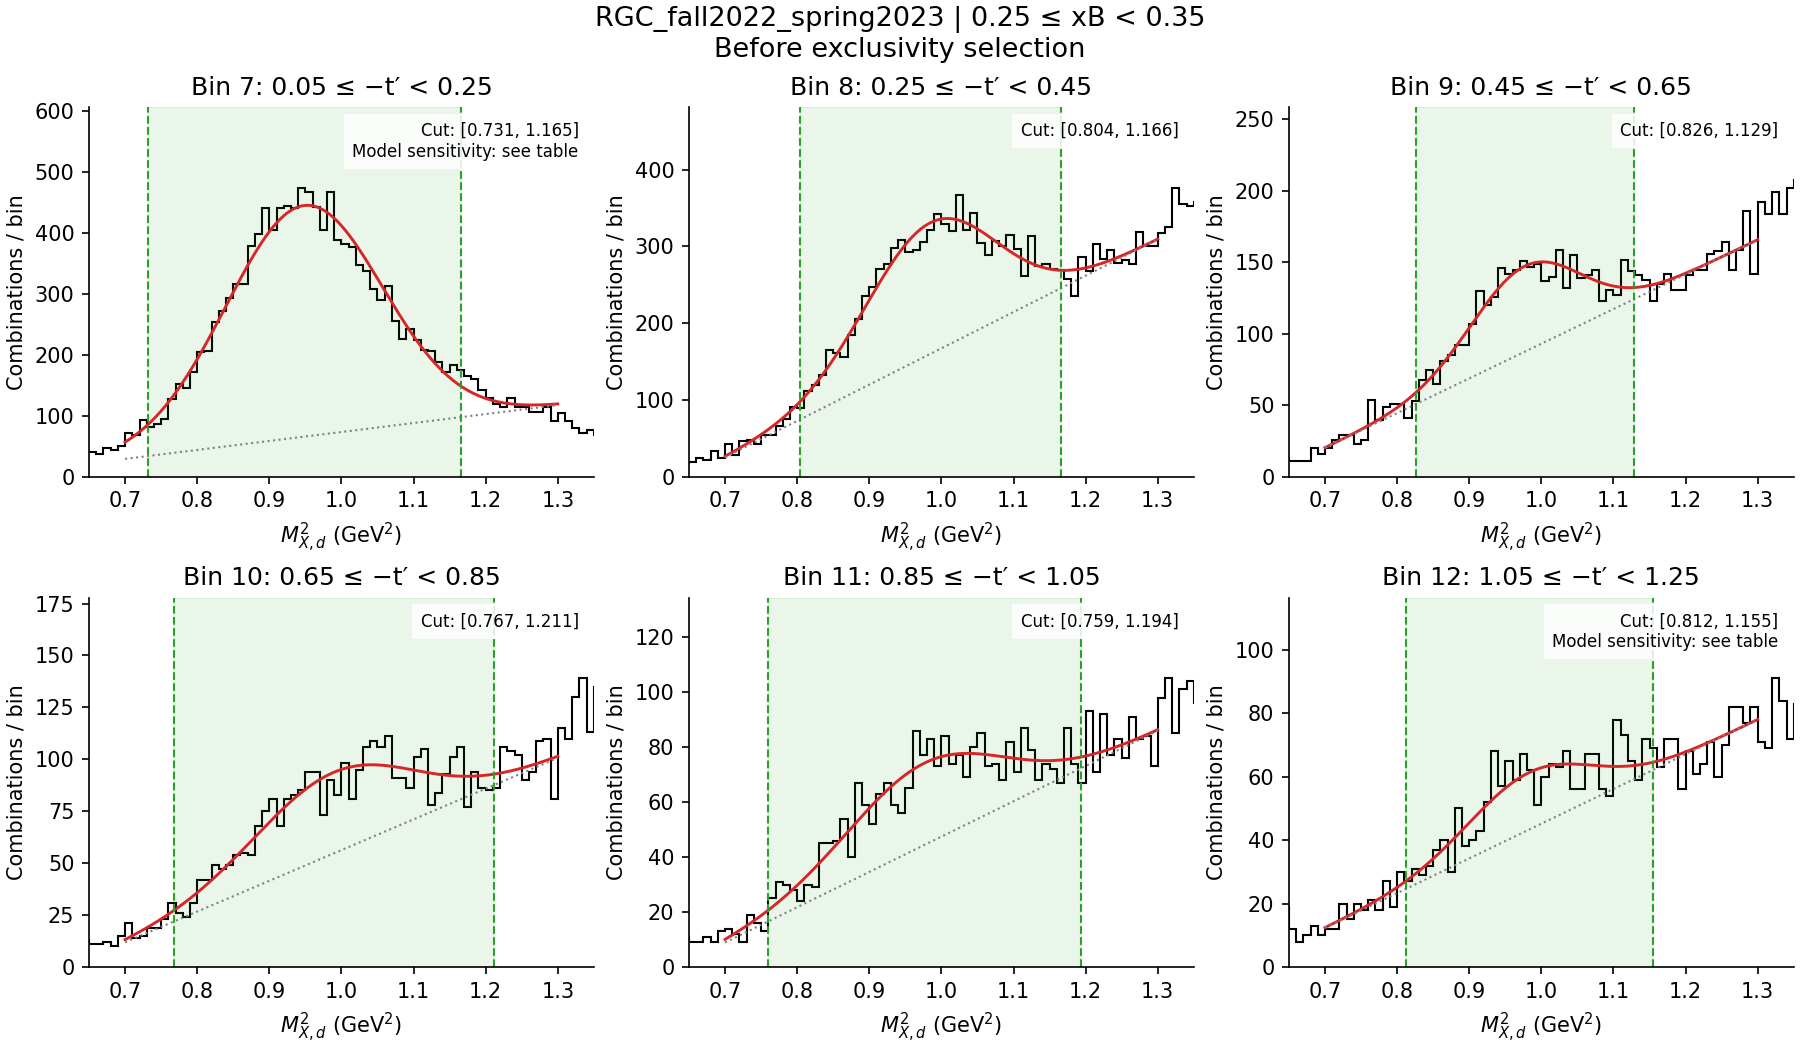 RGC_fall2022_spring2023 | 0.25 ≤ xB < 0.35
Before exclusivity selection
Bin 7: 0.05 ≤ −t′ < 0.25
Cut: [0.731, 1.165]
Model sensitivity: see table
Combinations / bin
600
500
400
300
200
100
0
0.7 0.8 0.9 1.0 1.1 1.2 1.3
M²_{X,d} (GeV²)
Bin 8: 0.25 ≤ −t′ < 0.45
Cut: [0.804, 1.166]
Combinations / bin
400
300
200
100
0
0.7 0.8 0.9 1.0 1.1 1.2 1.3
M²_{X,d} (GeV²)
Bin 9: 0.45 ≤ −t′ < 0.65
Cut: [0.826, 1.129]
Combinations / bin
250
200
150
100
50
0
0.7 0.8 0.9 1.0 1.1 1.2 1.3
M²_{X,d} (GeV²)
Bin 10: 0.65 ≤ −t′ < 0.85
Cut: [0.767, 1.211]
Combinations / bin
175
150
125
100
75
50
25
0
0.7 0.8 0.9 1.0 1.1 1.2 1.3
M²_{X,d} (GeV²)
Bin 11: 0.85 ≤ −t′ < 1.05
Cut: [0.759, 1.194]
Combinations / bin
120
100
80
60
40
20
0
0.7 0.8 0.9 1.0 1.1 1.2 1.3
M²_{X,d} (GeV²)
Bin 12: 1.05 ≤ −t′ < 1.25
Cut: [0.812, 1.155]
Model sensitivity: see table
Combinations / bin
100
80
60
40
20
0
0.7 0.8 0.9 1.0 1.1 1.2 1.3
M²_{X,d} (GeV²)